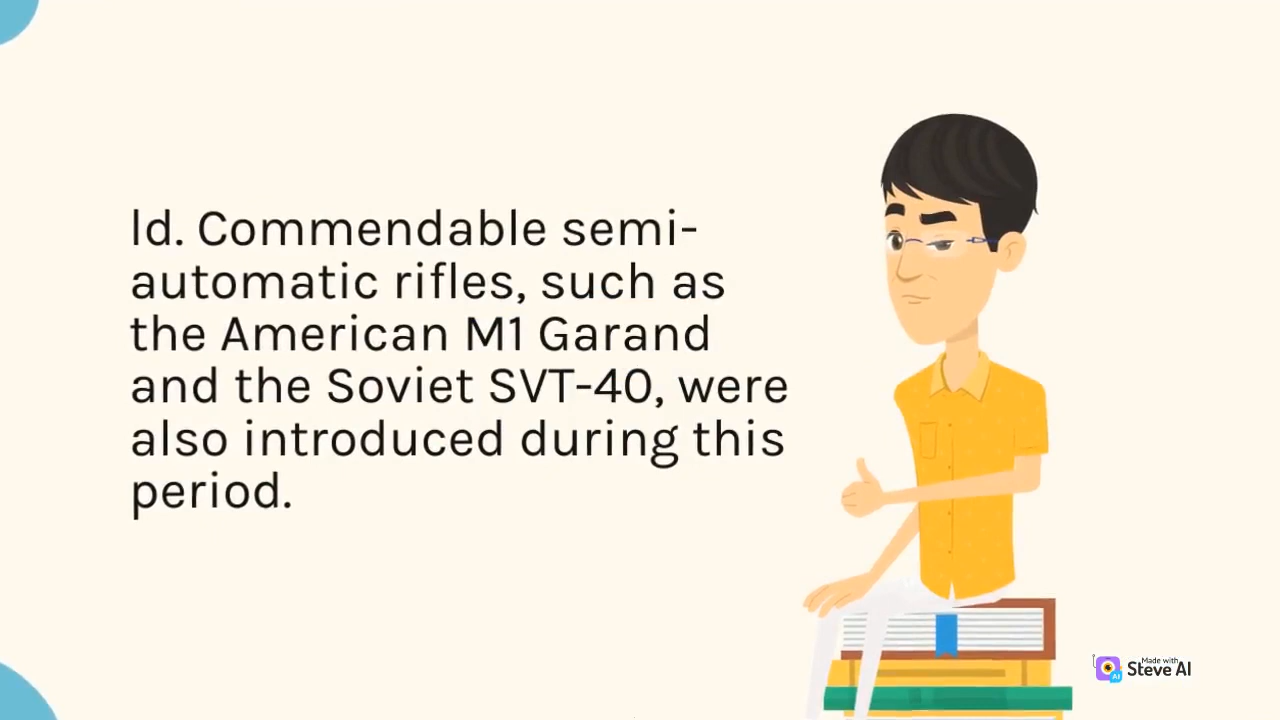 ld. Commendable semi-
automatic rifles, such as
the American M1 Garand
and the Soviet SVT-40, were
also introduced during this
period.
Made with
Steve AI
AI